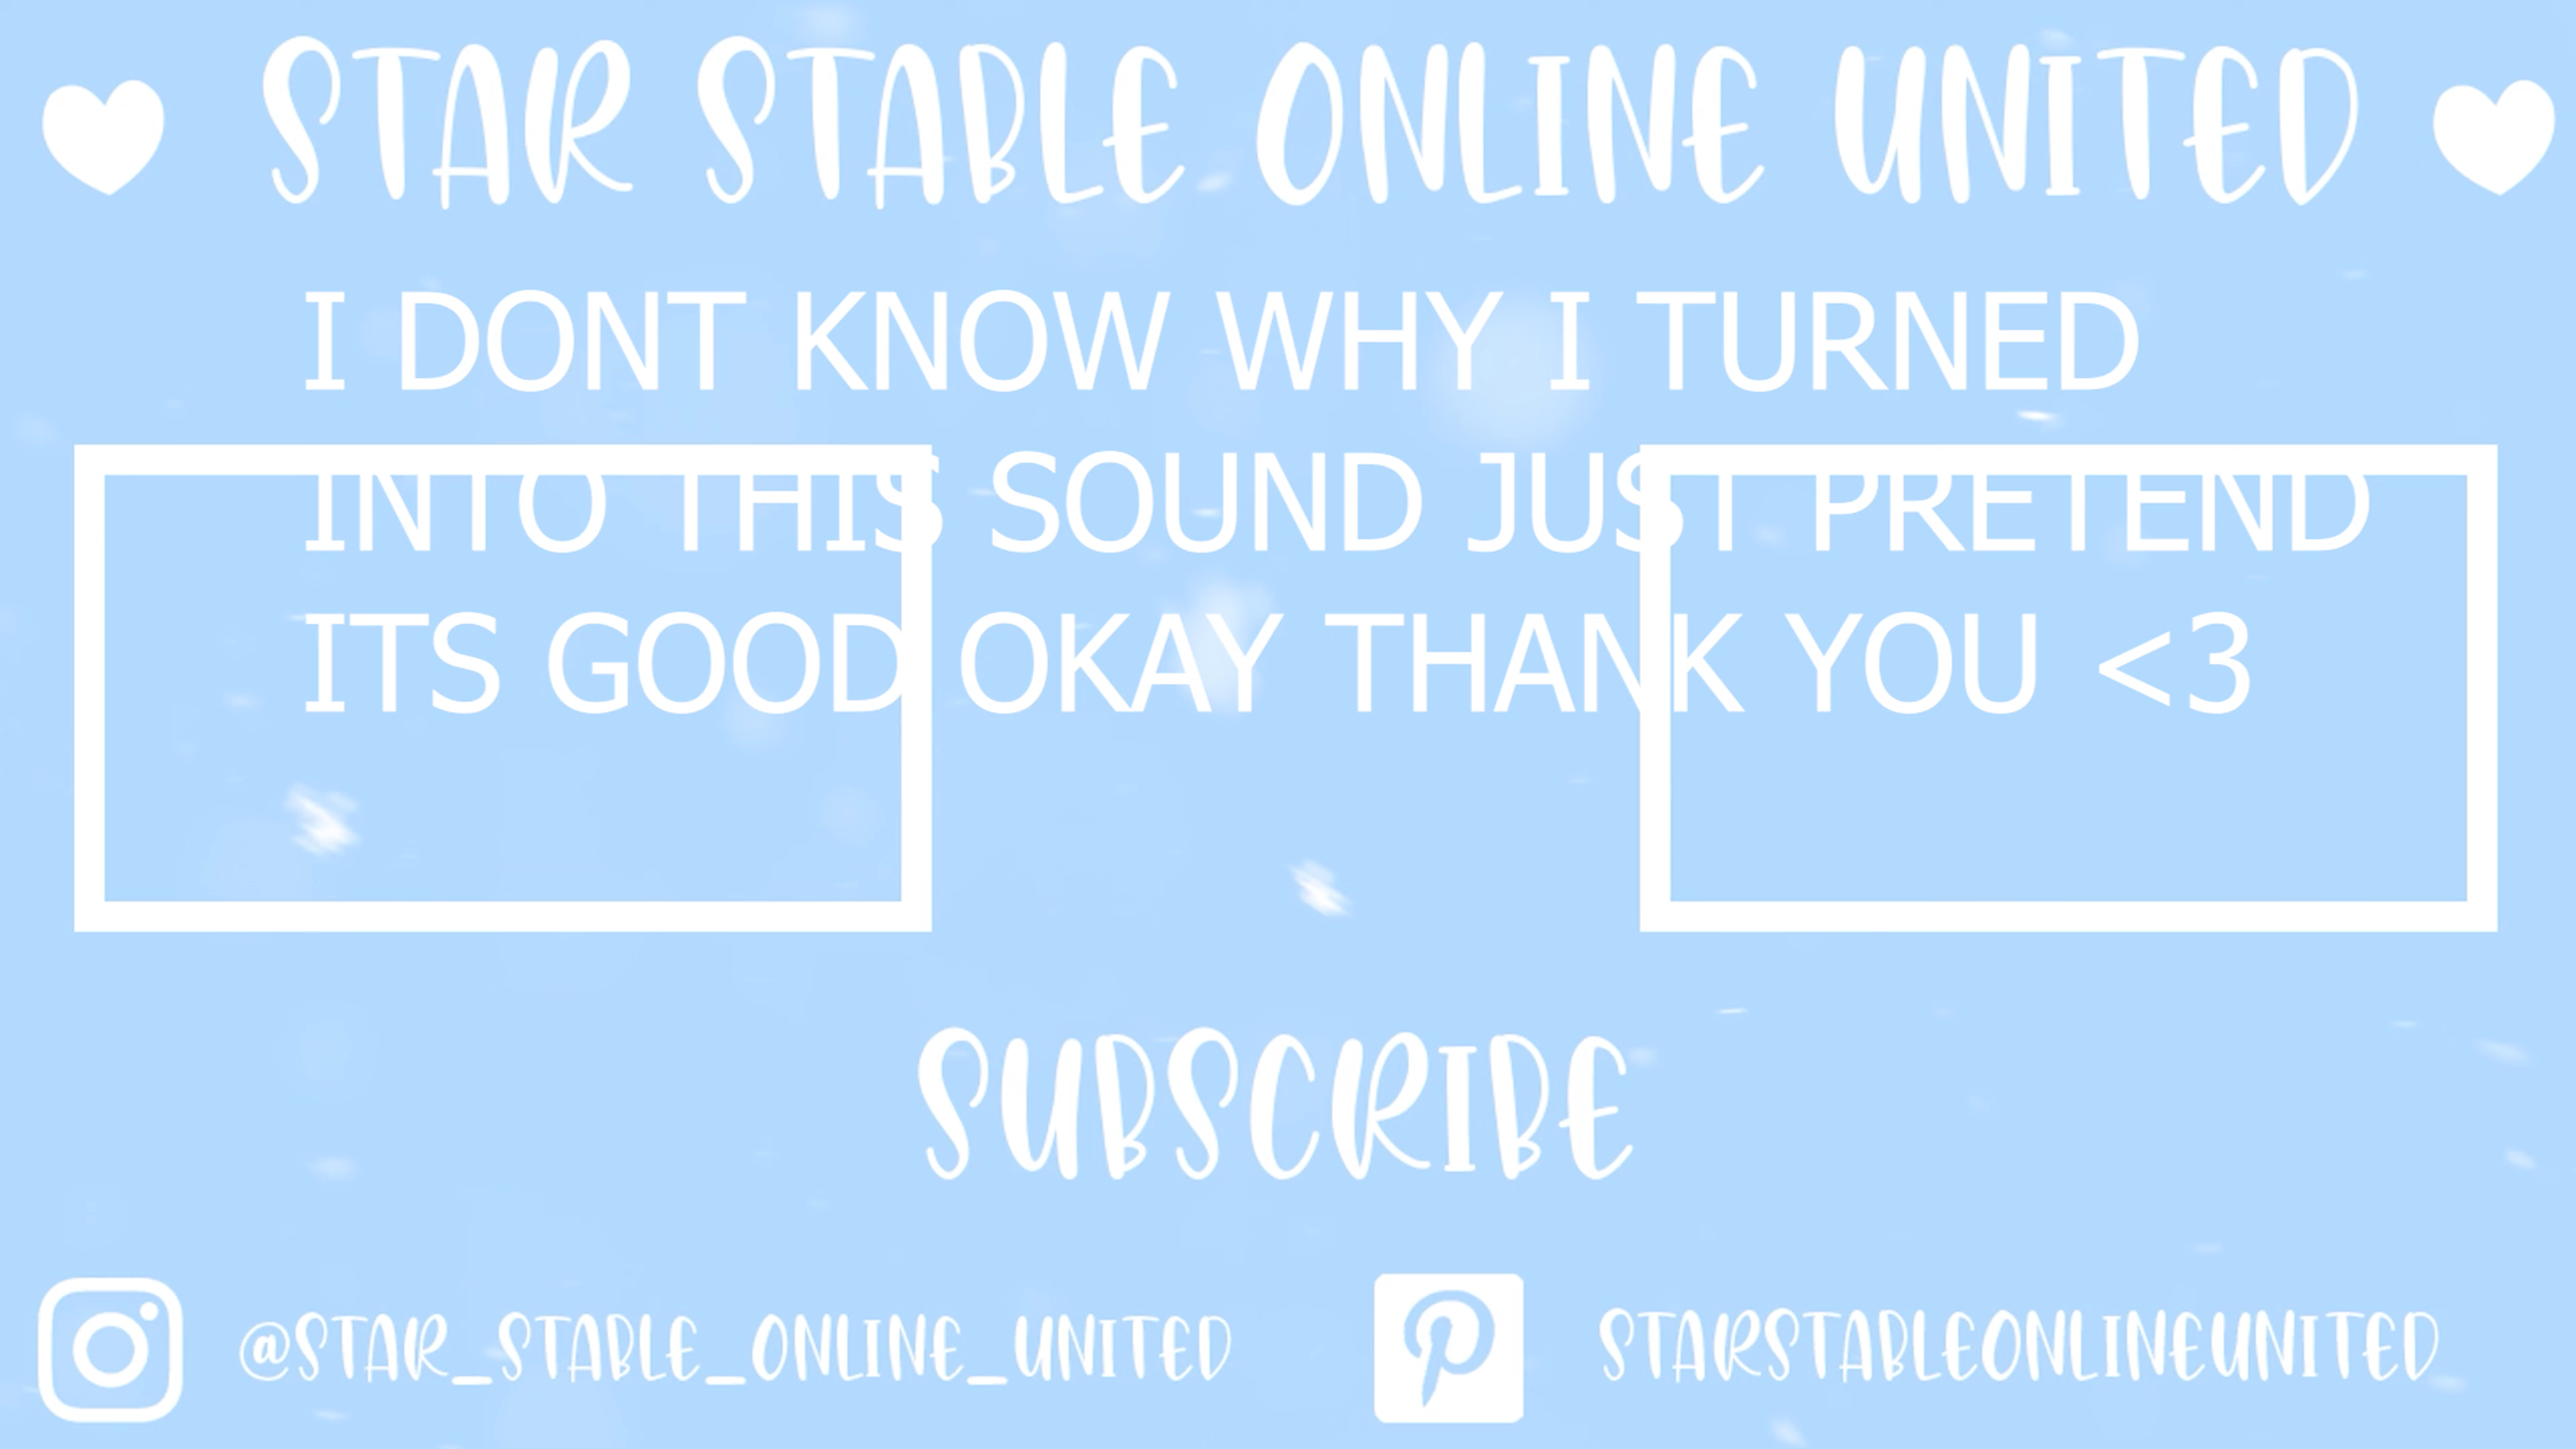 STAR STABLE ONLINE UNITED
I DONT KNOW WHY I TURNED
INTO THIS SOUND JUST PRETEND
ITS GOOD OKAY THANK YOU <3
SUBSCRIBE
@STAR_STABLE_ONLINE_UNITED
STARSTABLEONLINEUNITED